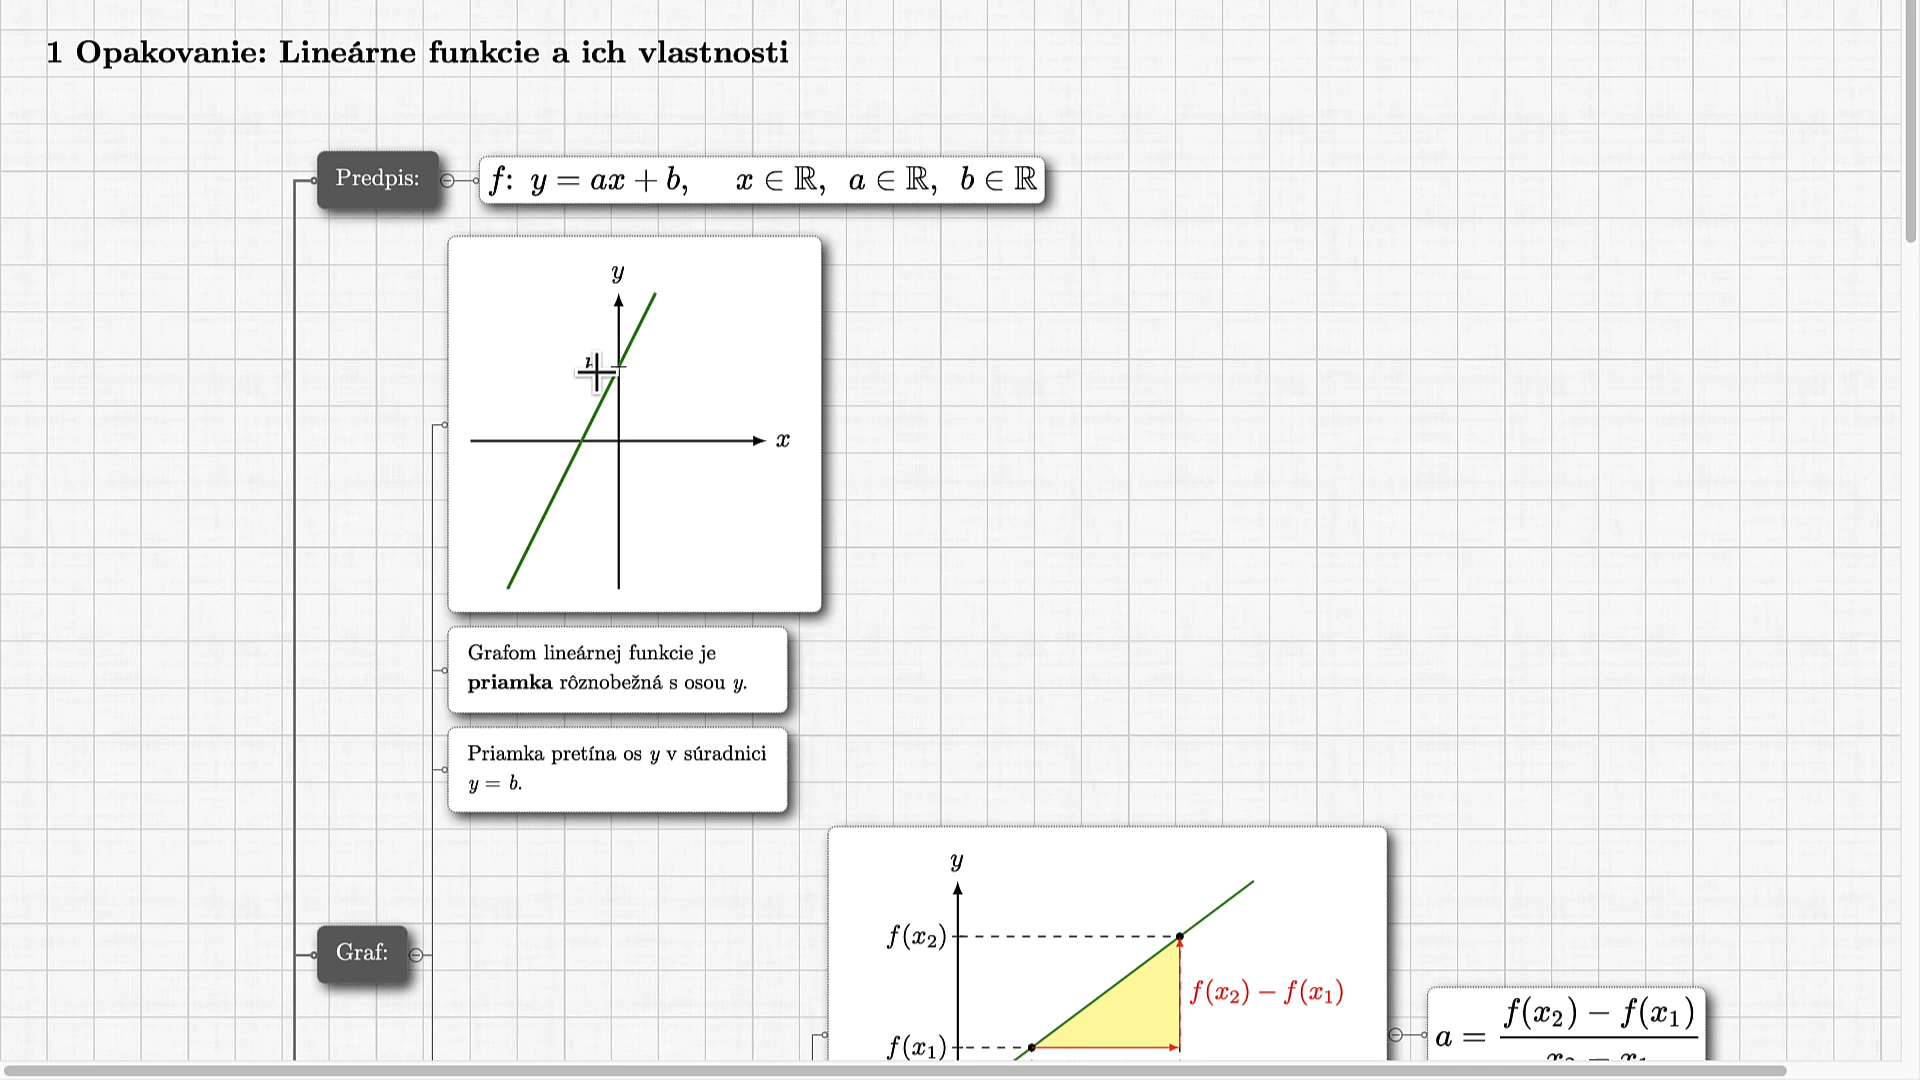 1 Opakovanie: Lineárne funkcie a ich vlastnosti
Predpis:
f: y = ax + b, x ∈ ℝ, a ∈ ℝ, b ∈ ℝ
y
x
Grafom lineárnej funkcie je
priamka rôznobežná s osou y.
Priamka pretína os y v súradnici
y = b.
Graf:
y
f(x₂)
f(x₂) − f(x₁)
f(x₁)
a = f(x₂) − f(x₁)